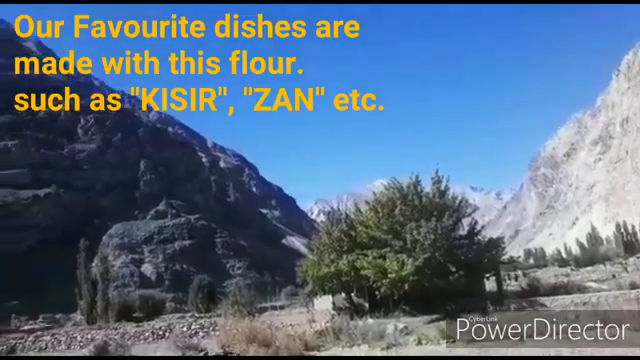 Our Favourite dishes are
made with this flour.
such as "KISIR", "ZAN" etc.
CyberLink
PowerDirector